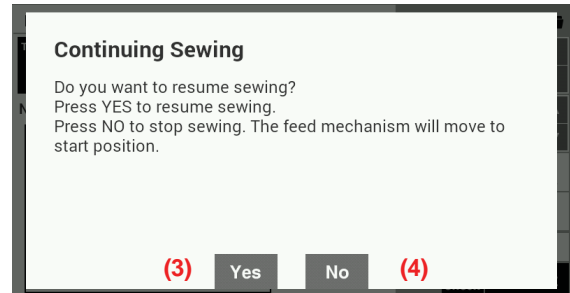 Continuing Sewing
Do you want to resume sewing?
Press YES to resume sewing.
Press NO to stop sewing. The feed mechanism will move to
start position.
(3) Yes No (4)